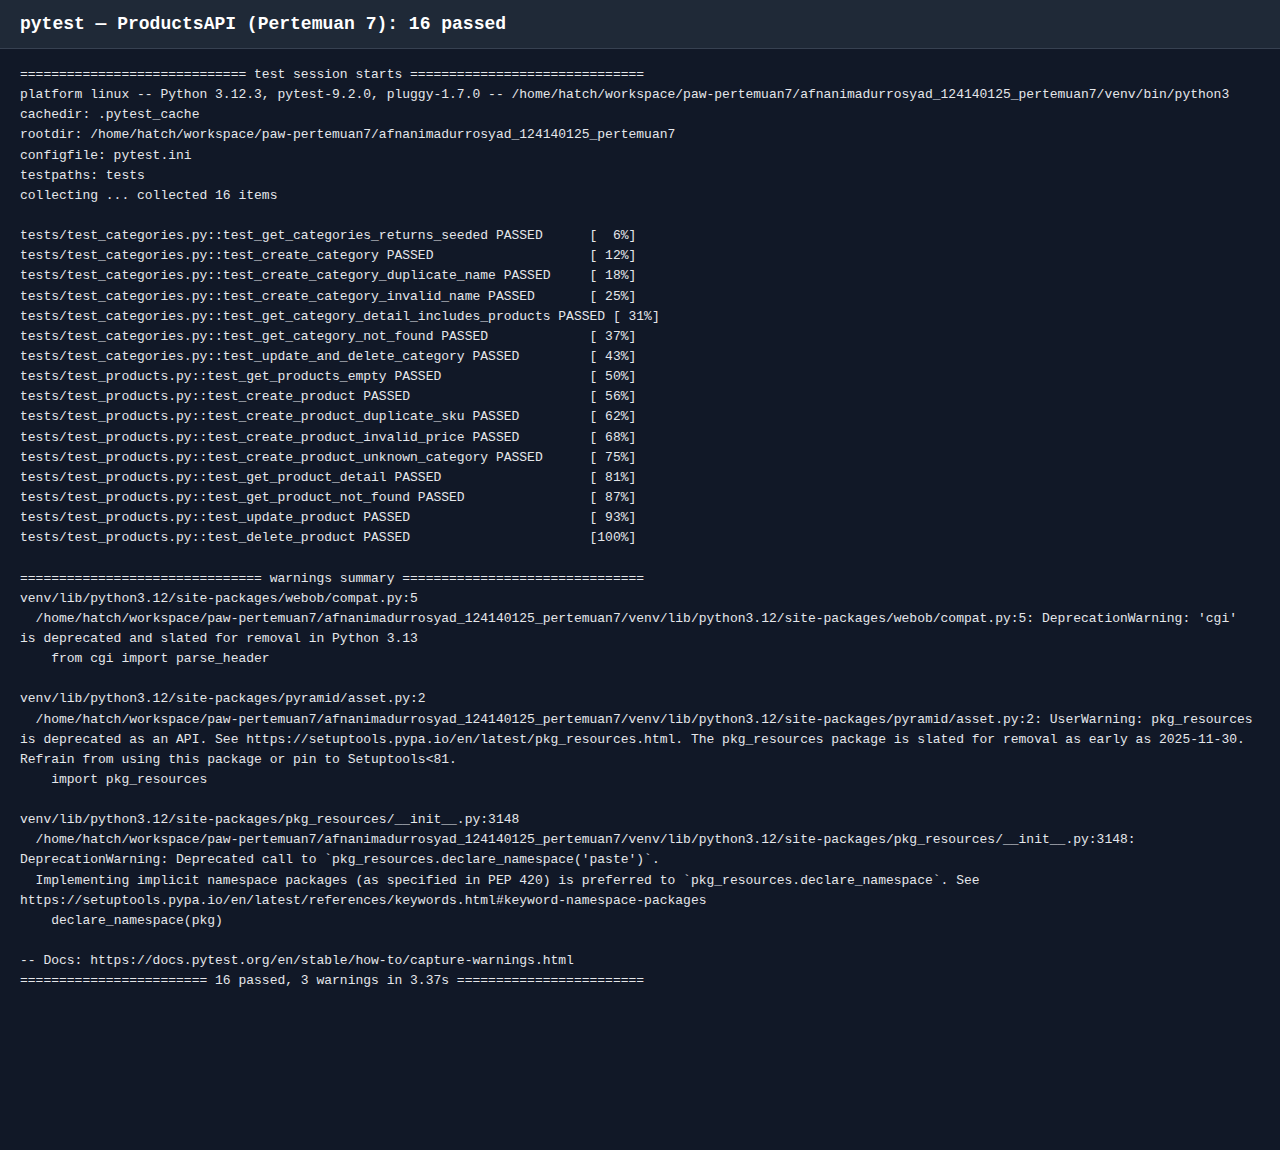 pytest — ProductsAPI (Pertemuan 7): 16 passed
============================= test session starts ==============================
platform linux -- Python 3.12.3, pytest-9.2.0, pluggy-1.7.0 -- /home/hatch/workspace/paw-pertemuan7/afnanimadurrosyad_124140125_pertemuan7/venv/bin/python3
cachedir: .pytest_cache
rootdir: /home/hatch/workspace/paw-pertemuan7/afnanimadurrosyad_124140125_pertemuan7
configfile: pytest.ini
testpaths: tests
collecting ... collected 16 items

tests/test_categories.py::test_get_categories_returns_seeded PASSED      [  6%]
tests/test_categories.py::test_create_category PASSED                    [ 12%]
tests/test_categories.py::test_create_category_duplicate_name PASSED     [ 18%]
tests/test_categories.py::test_create_category_invalid_name PASSED       [ 25%]
tests/test_categories.py::test_get_category_detail_includes_products PASSED [ 31%]
tests/test_categories.py::test_get_category_not_found PASSED             [ 37%]
tests/test_categories.py::test_update_and_delete_category PASSED         [ 43%]
tests/test_products.py::test_get_products_empty PASSED                   [ 50%]
tests/test_products.py::test_create_product PASSED                       [ 56%]
tests/test_products.py::test_create_product_duplicate_sku PASSED         [ 62%]
tests/test_products.py::test_create_product_invalid_price PASSED         [ 68%]
tests/test_products.py::test_create_product_unknown_category PASSED      [ 75%]
tests/test_products.py::test_get_product_detail PASSED                   [ 81%]
tests/test_products.py::test_get_product_not_found PASSED                [ 87%]
tests/test_products.py::test_update_product PASSED                       [ 93%]
tests/test_products.py::test_delete_product PASSED                       [100%]

=============================== warnings summary ===============================
venv/lib/python3.12/site-packages/webob/compat.py:5
  /home/hatch/workspace/paw-pertemuan7/afnanimadurrosyad_124140125_pertemuan7/venv/lib/python3.12/site-packages/webob/compat.py:5: DeprecationWarning: 'cgi'
is deprecated and slated for removal in Python 3.13
    from cgi import parse_header

venv/lib/python3.12/site-packages/pyramid/asset.py:2
  /home/hatch/workspace/paw-pertemuan7/afnanimadurrosyad_124140125_pertemuan7/venv/lib/python3.12/site-packages/pyramid/asset.py:2: UserWarning: pkg_resources
is deprecated as an API. See https://setuptools.pypa.io/en/latest/pkg_resources.html. The pkg_resources package is slated for removal as early as 2025-11-30.
Refrain from using this package or pin to Setuptools<81.
    import pkg_resources

venv/lib/python3.12/site-packages/pkg_resources/__init__.py:3148
  /home/hatch/workspace/paw-pertemuan7/afnanimadurrosyad_124140125_pertemuan7/venv/lib/python3.12/site-packages/pkg_resources/__init__.py:3148:
DeprecationWarning: Deprecated call to `pkg_resources.declare_namespace('paste')`.
  Implementing implicit namespace packages (as specified in PEP 420) is preferred to `pkg_resources.declare_namespace`. See
https://setuptools.pypa.io/en/latest/references/keywords.html#keyword-namespace-packages
    declare_namespace(pkg)

-- Docs: https://docs.pytest.org/en/stable/how-to/capture-warnings.html
======================== 16 passed, 3 warnings in 3.37s ========================